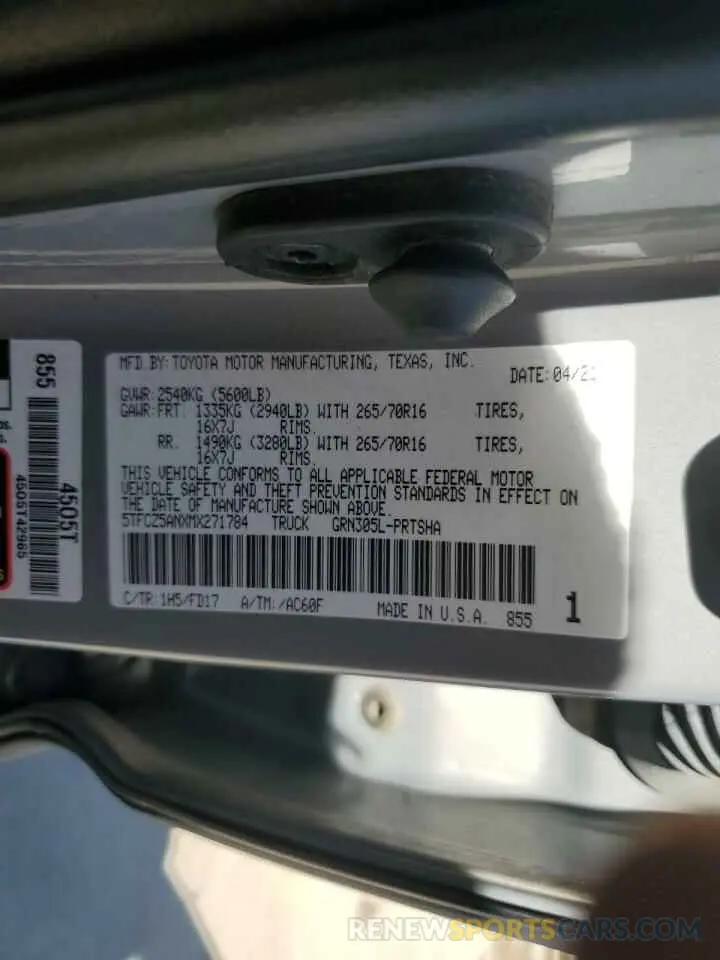 MFD BY: TOYOTA MOTOR MANUFACTURING, TEXAS, INC.
DATE: 04/21
GVWR: 2540KG (5600LB)
GAWR: FRT. 1335KG (2940LB) WITH 265/70R16 TIRES,
16X7J RIMS.
RR. 1490KG (3280LB) WITH 265/70R16 TIRES,
16X7J RIMS.
THIS VEHICLE CONFORMS TO ALL APPLICABLE FEDERAL MOTOR
VEHICLE SAFETY AND THEFT PREVENTION STANDARDS IN EFFECT ON
THE DATE OF MANUFACTURE SHOWN ABOVE.
5TFCZ5ANXMX271784 TRUCK GRN305L-PRTSHA
C/TR: 1H5/FD17 A/TM: /AC60F MADE IN U.S.A. 855
1
855
4505T
4505T42965
RENEWSPORTSCARS.COM